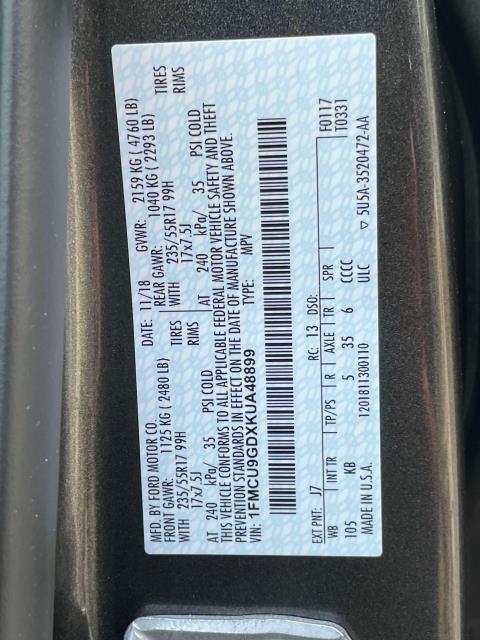 MFD. BY FORD MOTOR CO. DATE: 11/18 GVWR: 2159 KG ( 4760 LB)
FRONT GAWR: 1125 KG ( 2480 LB) REAR GAWR: 1040 KG ( 2293 LB)
WITH 235/55R17 99H TIRES WITH 235/55R17 99H TIRES
17x7.5J RIMS 17x7.5J RIMS
AT 240 kPa/ 35 PSI COLD AT 240 kPa/ 35 PSI COLD
THIS VEHICLE CONFORMS TO ALL APPLICABLE FEDERAL MOTOR VEHICLE SAFETY AND THEFT
PREVENTION STANDARDS IN EFFECT ON THE DATE OF MANUFACTURE SHOWN ABOVE.
VIN: 1FMCU9GDXKUA48899 TYPE: MPV
EXT PNT: J7 RC: 13 DSO: F0117
WB INT TR TP/PS R AXLE TR SPR T0331
105 KB 5 35 6 CCCC
MADE IN U.S.A. 1201811300110 ULC ▽ 5U5A-3520472-AA